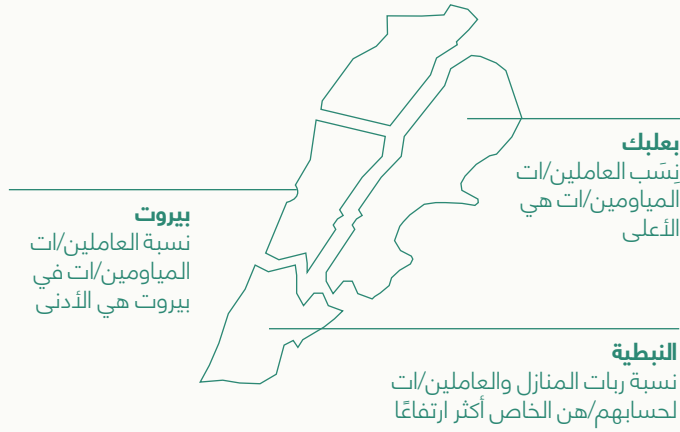 بعلبك
نِسَب العاملين/ات
المياومين/ات هي
الأعلى
بيروت
نسبة العاملين/ات
المياومين/ات في
بيروت هي الأدنى
النبطية
نسبة ربات المنازل والعاملين/ات
لحسابهم/هن الخاص أكثر ارتفاعًا